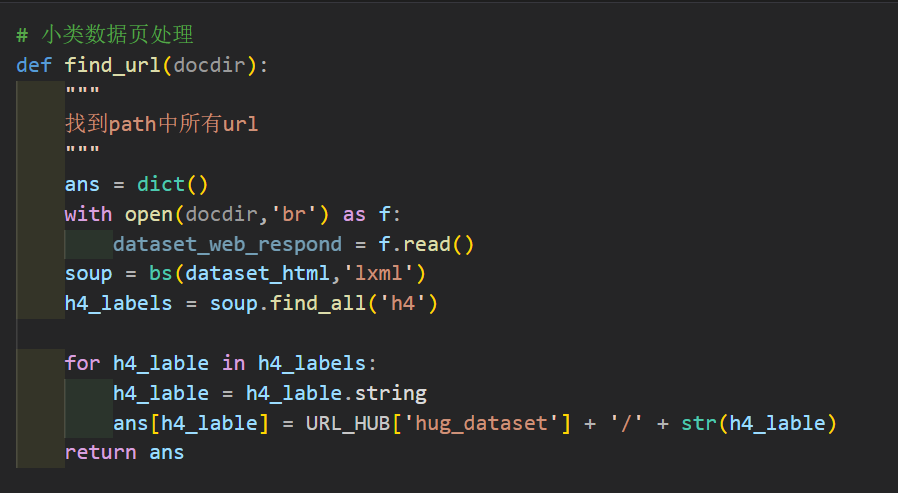 # 小类数据页处理
def find_url(docdir):
    """
    找到path中所有url
    """
    ans = dict()
    with open(docdir,'br') as f:
        dataset_web_respond = f.read()
    soup = bs(dataset_html,'lxml')
    h4_labels = soup.find_all('h4')

    for h4_lable in h4_labels:
        h4_lable = h4_lable.string
        ans[h4_lable] = URL_HUB['hug_dataset'] + '/' + str(h4_lable)
    return ans